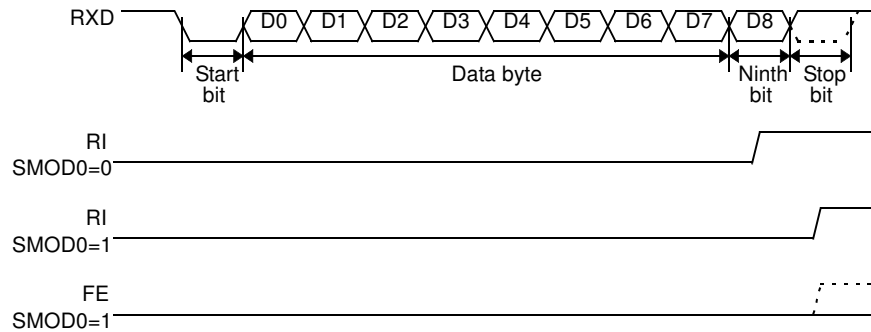 RXD D0 D1 D2 D3 D4 D5 D6 D7 D8
Start bit
Data byte
Ninth bit
Stop bit
RI
SMOD0=0
RI
SMOD0=1
FE
SMOD0=1